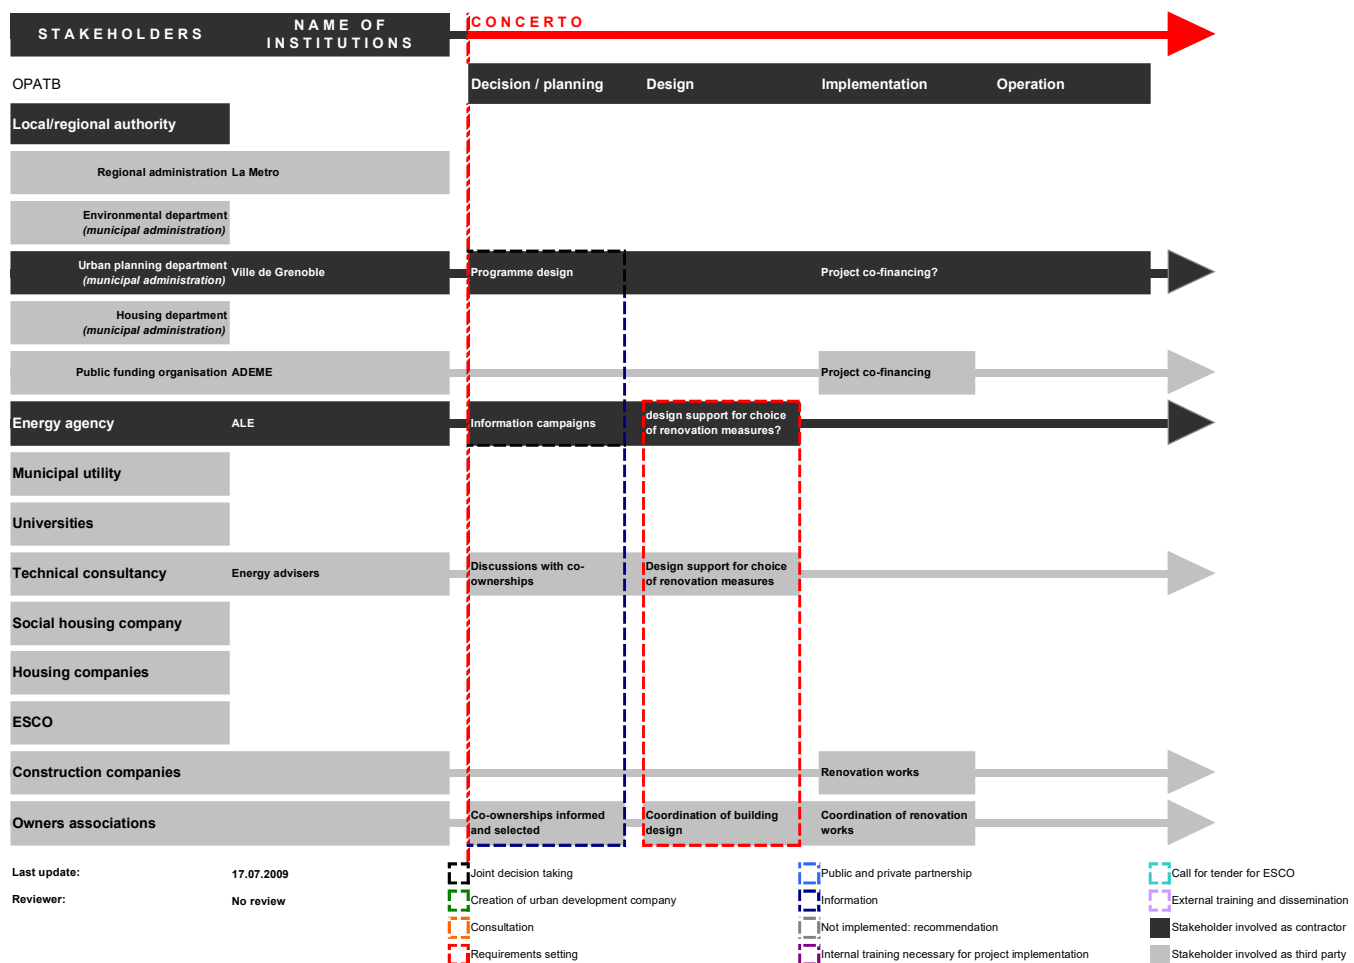 CONCERTO
STAKEHOLDERS
NAME OF
INSTITUTIONS
OPATB
Decision / planning
Design
Implementation
Operation
Local/regional authority
Regional administration La Metro
Environmental department
(municipal administration)
Urban planning department
(municipal administration)
Ville de Grenoble
Programme design
Project co-financing?
Housing department
(municipal administration)
Public funding organisation ADEME
Project co-financing
Energy agency
ALE
Information campaigns
design support for choice
of renovation measures?
Municipal utility
Universities
Technical consultancy
Energy advisers
Discussions with co-
ownerships
Design support for choice
of renovation measures
Social housing company
Housing companies
ESCO
Construction companies
Renovation works
Owners associations
Co-ownerships informed
and selected
Coordination of building
design
Coordination of renovation
works
Last update:
17.07.2009
Reviewer:
No review
Joint decision taking
Creation of urban development company
Consultation
Requirements setting
Public and private partnership
Information
Not implemented: recommendation
Internal training necessary for project implementation
Call for tender for ESCO
External training and dissemination
Stakeholder involved as contractor
Stakeholder involved as third party